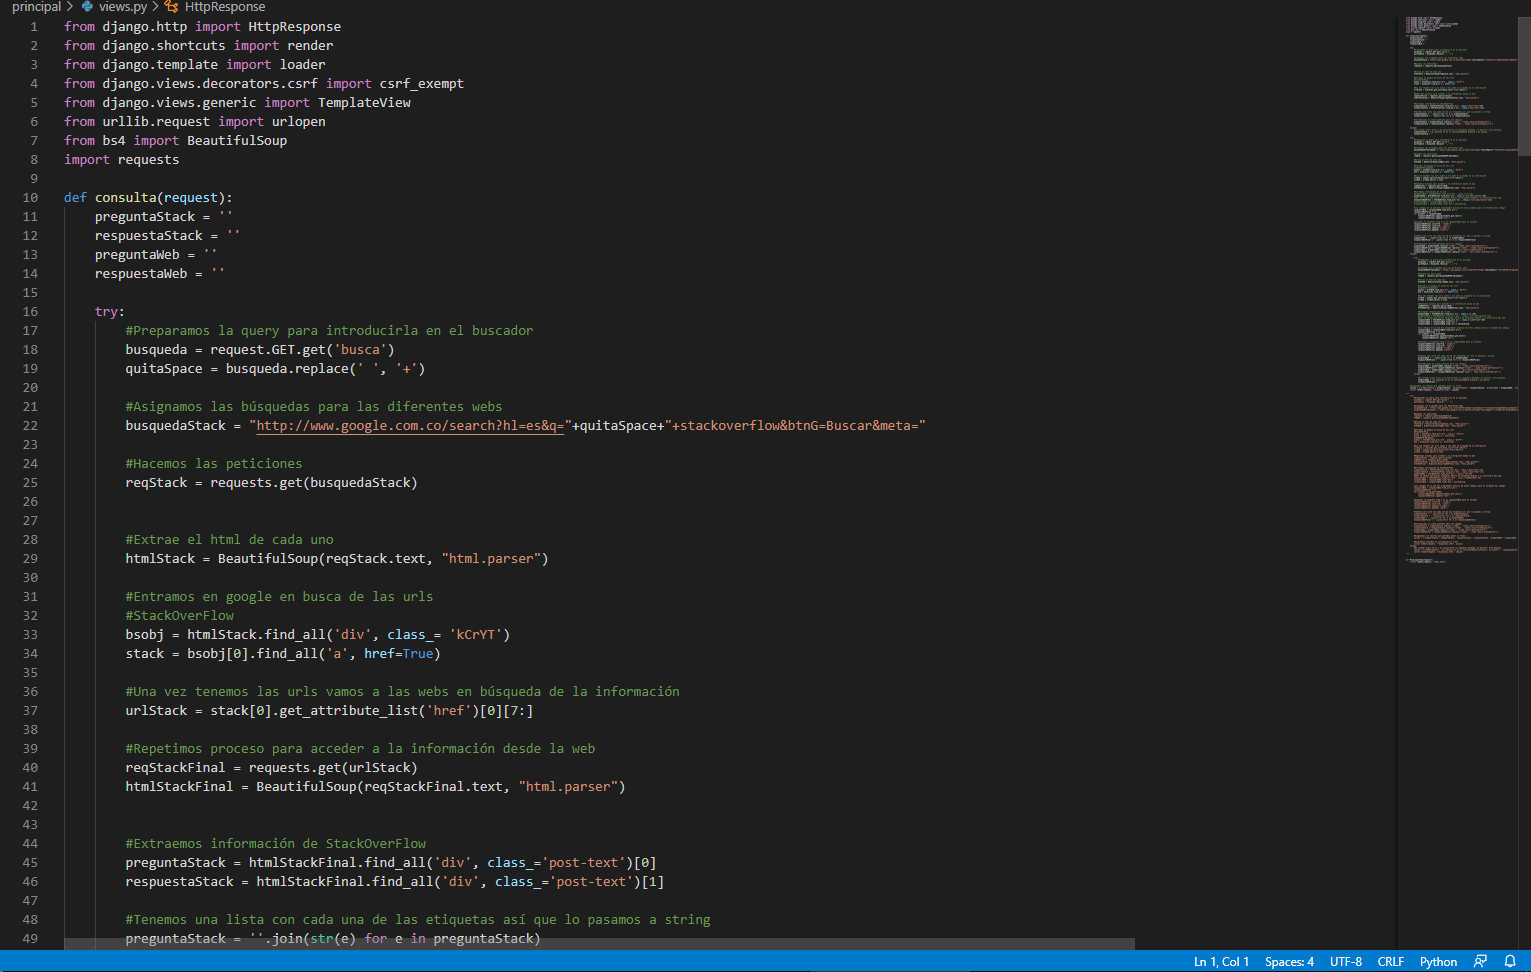 principal > views.py > HttpResponse
1 from django.http import HttpResponse
2 from django.shortcuts import render
3 from django.template import loader
4 from django.views.decorators.csrf import csrf_exempt
5 from django.views.generic import TemplateView
6 from urllib.request import urlopen
7 from bs4 import BeautifulSoup
8 import requests
9
10 def consulta(request):
11     preguntaStack = ''
12     respuestaStack = ''
13     preguntaWeb = ''
14     respuestaWeb = ''
15
16     try:
17         #Preparamos la query para introducirla en el buscador
18         busqueda = request.GET.get('busca')
19         quitaSpace = busqueda.replace(' ', '+')
20
21         #Asignamos las búsquedas para las diferentes webs
22         busquedaStack = "http://www.google.com.co/search?hl=es&q="+quitaSpace+"+stackoverflow&btnG=Buscar&meta="
23
24         #Hacemos las peticiones
25         reqStack = requests.get(busquedaStack)
26
27
28         #Extrae el html de cada uno
29         htmlStack = BeautifulSoup(reqStack.text, "html.parser")
30
31         #Entramos en google en busca de las urls
32         #StackOverFlow
33         bsobj = htmlStack.find_all('div', class_= 'kCrYT')
34         stack = bsobj[0].find_all('a', href=True)
35
36         #Una vez tenemos las urls vamos a las webs en búsqueda de la información
37         urlStack = stack[0].get_attribute_list('href')[0][7:]
38
39         #Repetimos proceso para acceder a la información desde la web
40         reqStackFinal = requests.get(urlStack)
41         htmlStackFinal = BeautifulSoup(reqStackFinal.text, "html.parser")
42
43
44         #Extraemos información de StackOverFlow
45         preguntaStack = htmlStackFinal.find_all('div', class_='post-text')[0]
46         respuestaStack = htmlStackFinal.find_all('div', class_='post-text')[1]
47
48         #Tenemos una lista con cada una de las etiquetas así que lo pasamos a string
49         preguntaStack = ''.join(str(e) for e in preguntaStack)
Ln 1, Col 1 Spaces: 4 UTF-8 CRLF Python